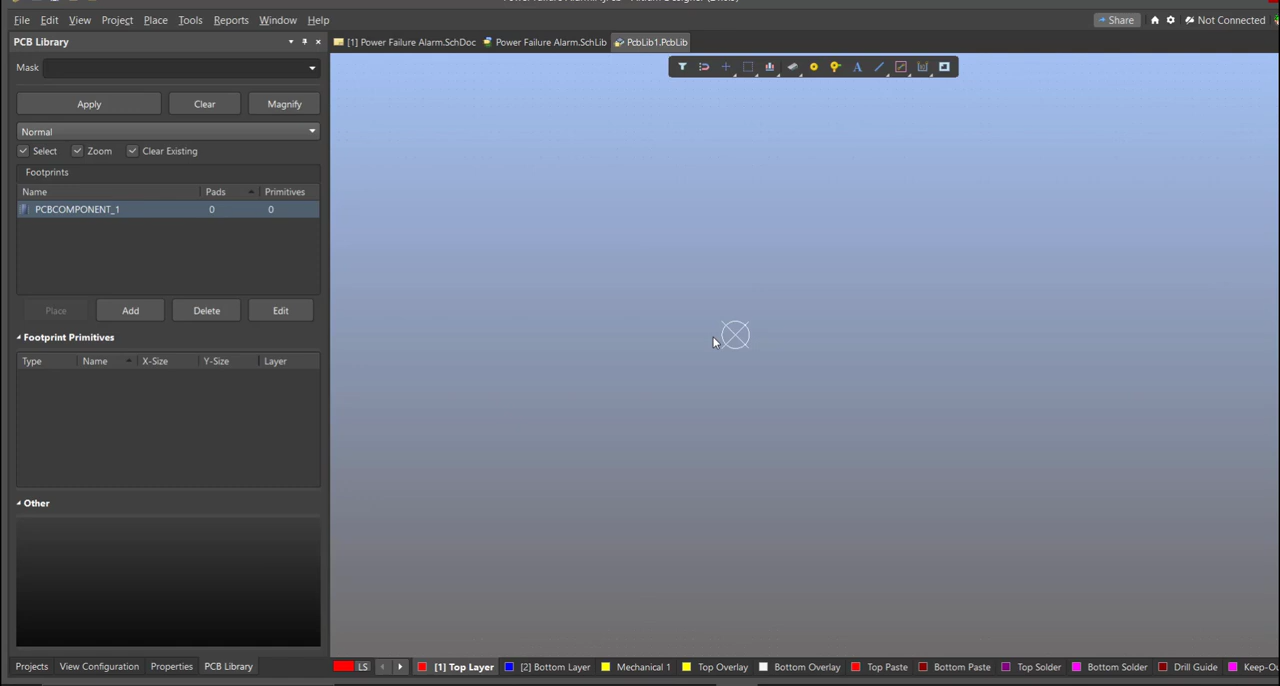 File Edit View Project Place Tools Reports Window Help Share Not Connected
PCB Library
[1] Power Failure Alarm.SchDoc Power Failure Alarm.SchLib PcbLib1.PcbLib
Mask
Apply Clear Magnify
Normal
Select Zoom Clear Existing
Footprints
Name Pads Primitives
PCBCOMPONENT_1 0 0
Place Add Delete Edit
Footprint Primitives
Type Name X-Size Y-Size Layer
Other
Projects View Configuration Properties PCB Library
LS [1] Top Layer [2] Bottom Layer Mechanical 1 Top Overlay Bottom Overlay Top Paste Bottom Paste Top Solder Bottom Solder Drill Guide Keep-Ou